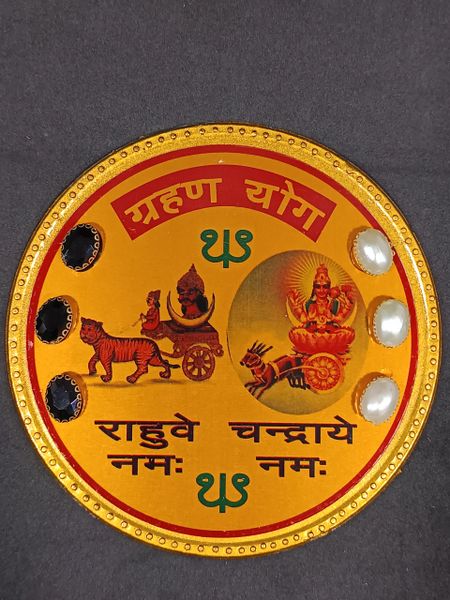 ग्रहण योग
राहुवे चन्द्राये
नमः नमः